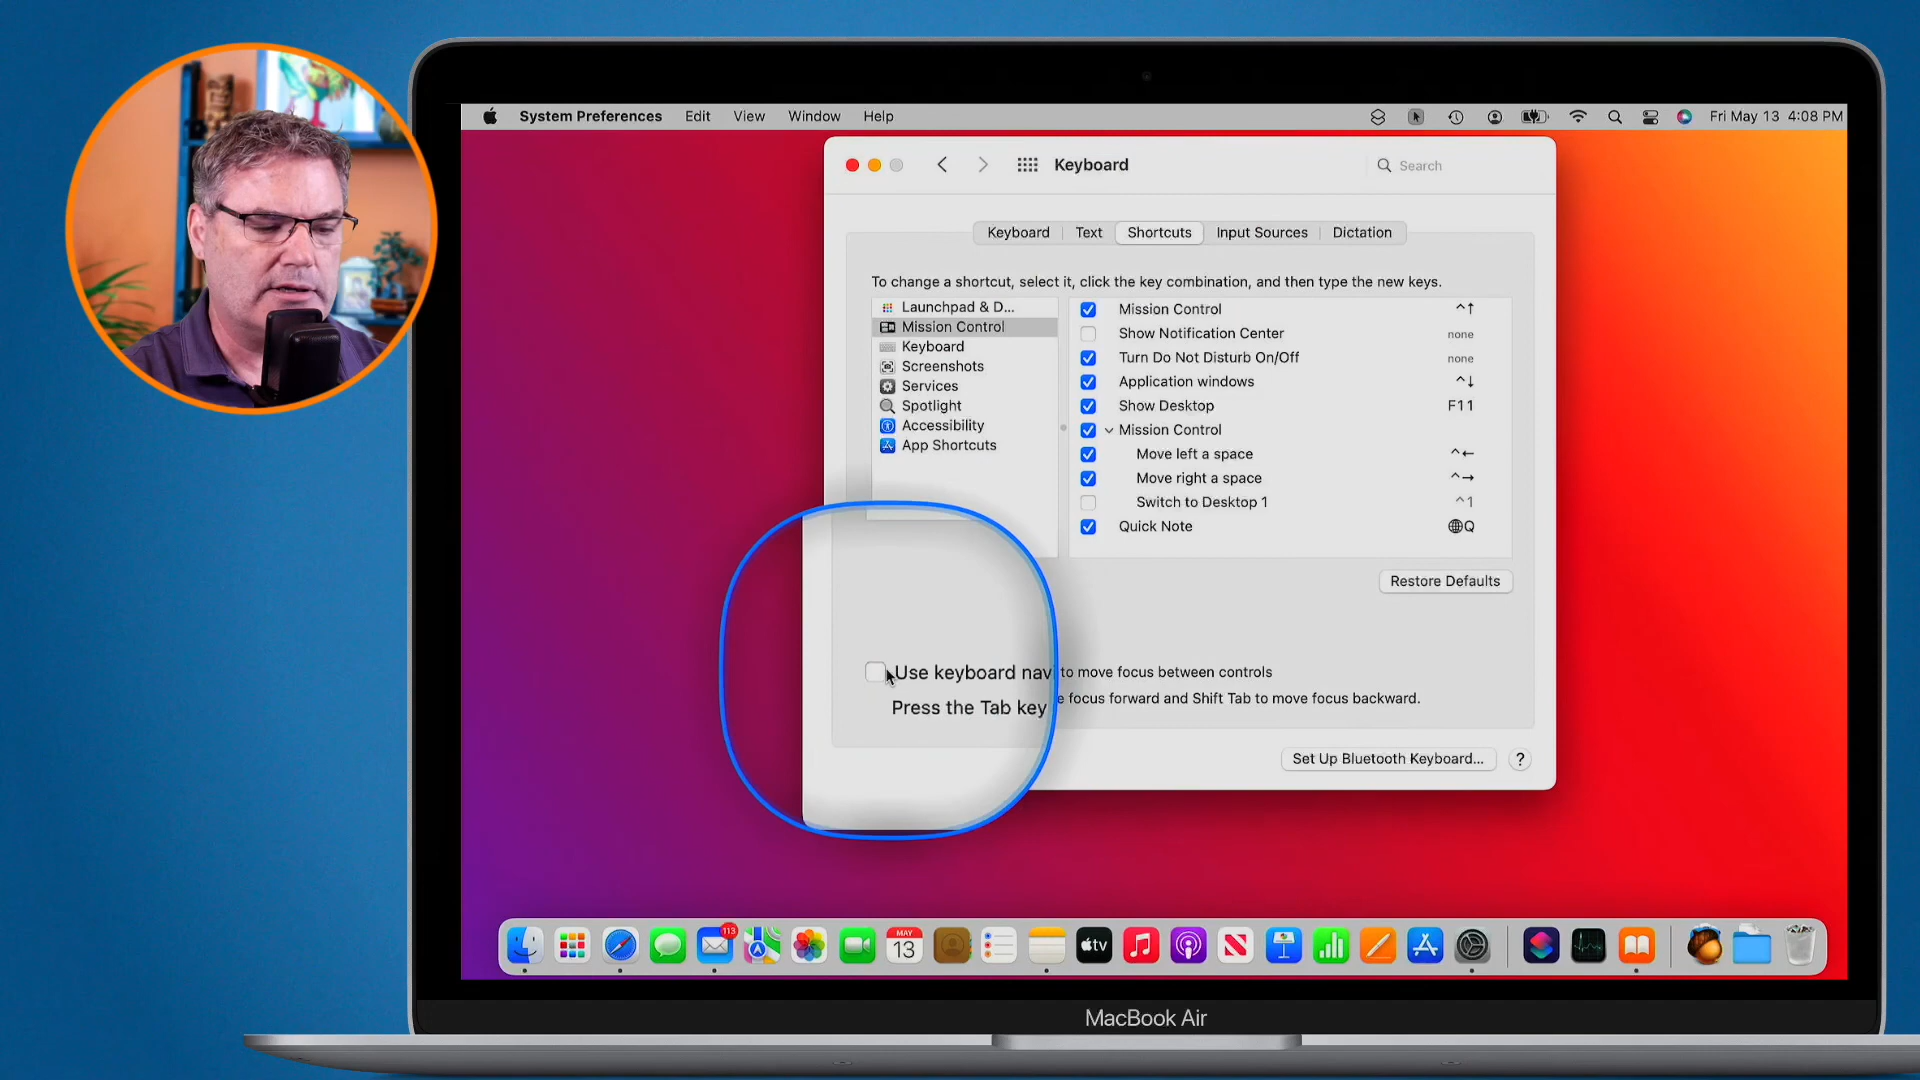 System Preferences Edit View Window Help Fri May 13 4:08 PM
Keyboard
Search
Keyboard Text Shortcuts Input Sources Dictation
To change a shortcut, select it, click the key combination, and then type the new keys.
Launchpad & D...
Mission Control
Keyboard
Screenshots
Services
Spotlight
Accessibility
App Shortcuts
Mission Control ^↑
Show Notification Center none
Turn Do Not Disturb On/Off none
Application windows ^↓
Show Desktop F11
Mission Control
Move left a space ^←
Move right a space ^→
Switch to Desktop 1 ^1
Quick Note 🌐Q
Restore Defaults
Use keyboard navi to move focus between controls
Press the Tab key e focus forward and Shift Tab to move focus backward.
Set Up Bluetooth Keyboard... ?
113
MAY
13
tv
MacBook Air